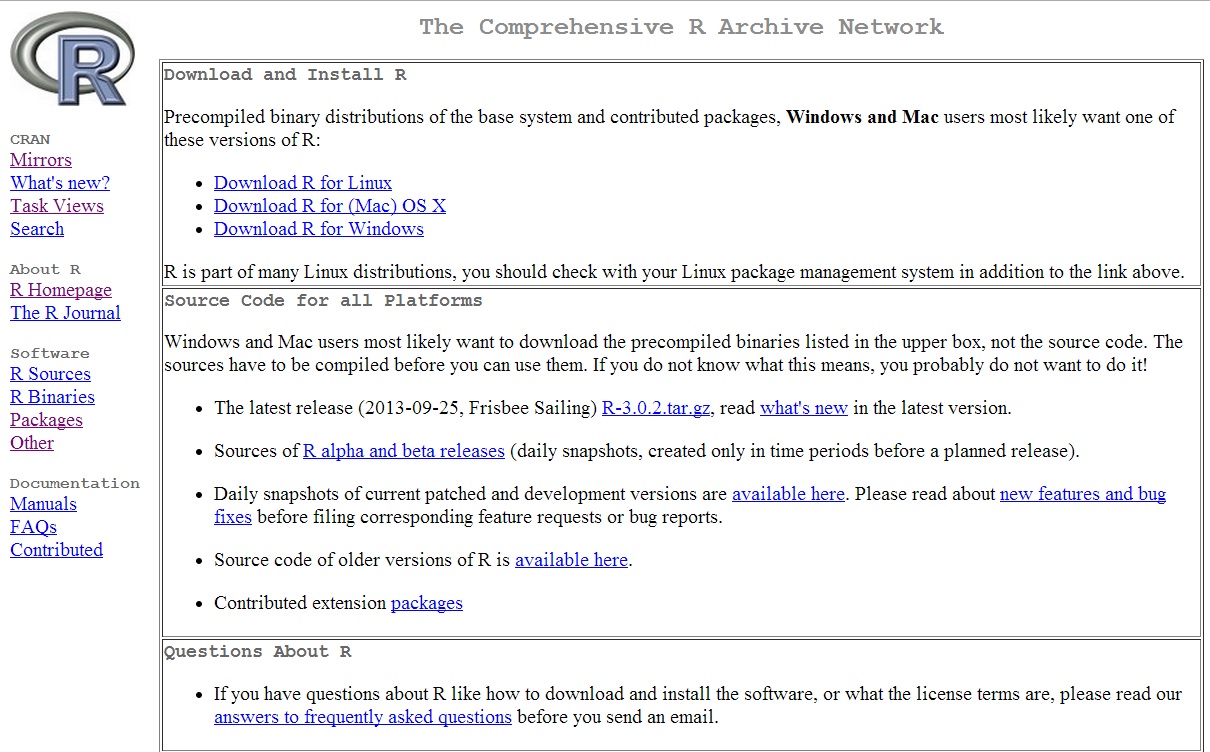 The Comprehensive R Archive Network
R
CRAN
Mirrors
What's new?
Task Views
Search
About R
R Homepage
The R Journal
Software
R Sources
R Binaries
Packages
Other
Documentation
Manuals
FAQs
Contributed
Download and Install R
Precompiled binary distributions of the base system and contributed packages, Windows and Mac users most likely want one of
these versions of R:
• Download R for Linux
• Download R for (Mac) OS X
• Download R for Windows
R is part of many Linux distributions, you should check with your Linux package management system in addition to the link above.
Source Code for all Platforms
Windows and Mac users most likely want to download the precompiled binaries listed in the upper box, not the source code. The
sources have to be compiled before you can use them. If you do not know what this means, you probably do not want to do it!
• The latest release (2013-09-25, Frisbee Sailing) R-3.0.2.tar.gz, read what's new in the latest version.
• Sources of R alpha and beta releases (daily snapshots, created only in time periods before a planned release).
• Daily snapshots of current patched and development versions are available here. Please read about new features and bug
fixes before filing corresponding feature requests or bug reports.
• Source code of older versions of R is available here.
• Contributed extension packages
Questions About R
• If you have questions about R like how to download and install the software, or what the license terms are, please read our
answers to frequently asked questions before you send an email.